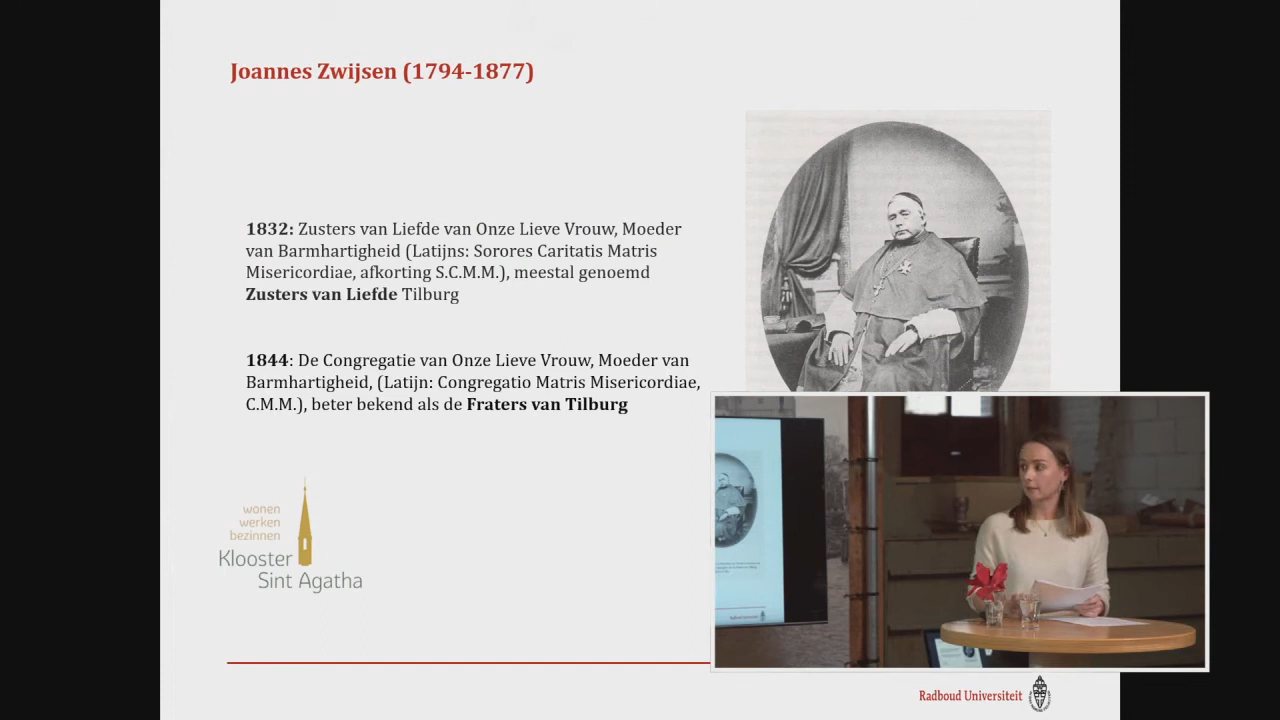 Joannes Zwijsen (1794-1877)
1832: Zusters van Liefde van Onze Lieve Vrouw, Moeder
van Barmhartigheid (Latijns: Sorores Caritatis Matris
Misericordiae, afkorting S.C.M.M.), meestal genoemd
Zusters van Liefde Tilburg
1844: De Congregatie van Onze Lieve Vrouw, Moeder van
Barmhartigheid, (Latijn: Congregatio Matris Misericordiae,
C.M.M.), beter bekend als de Fraters van Tilburg
wonen
werken
bezinnen
Klooster
Sint Agatha
Radboud Universiteit